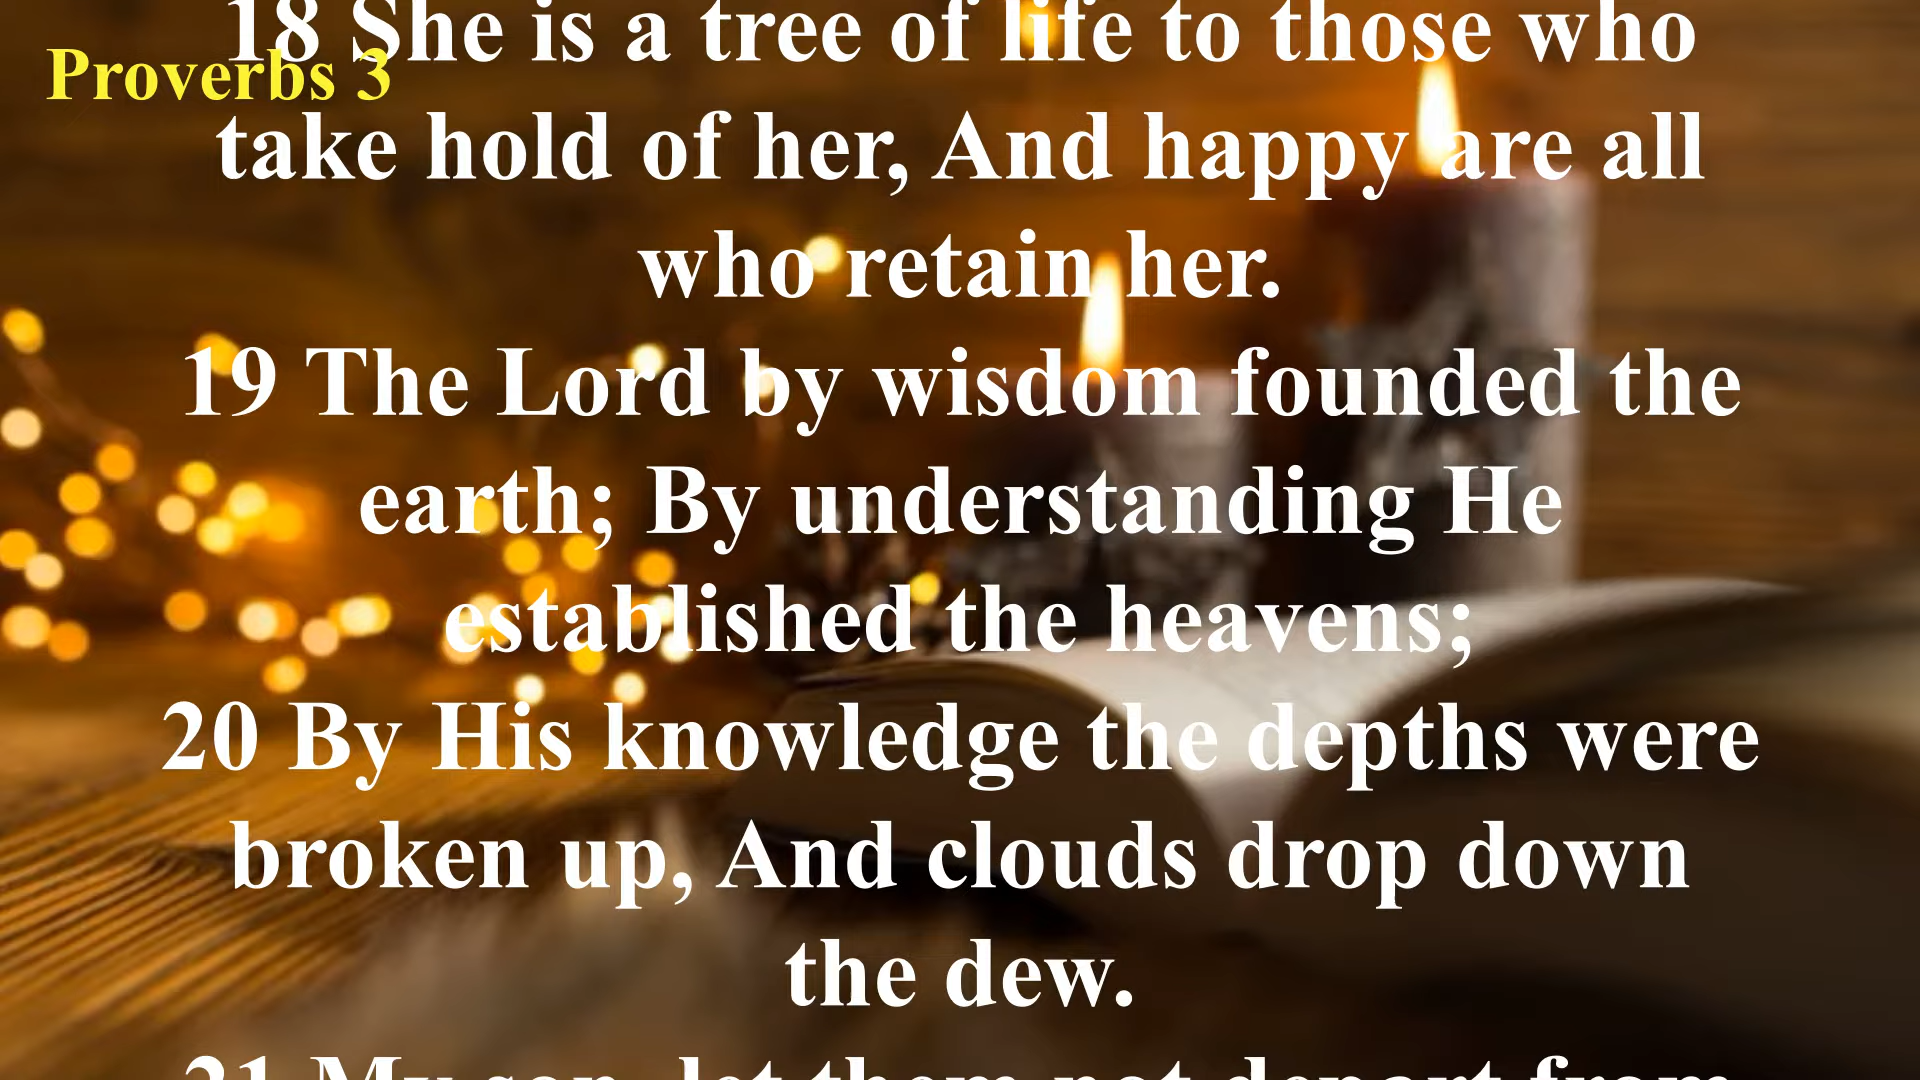 18 She is a tree of life to those who
Proverbs 3
take hold of her, And happy are all
who retain her.
19 The Lord by wisdom founded the
earth; By understanding He
established the heavens;
20 By His knowledge the depths were
broken up, And clouds drop down
the dew.
21 My son, let them not depart from